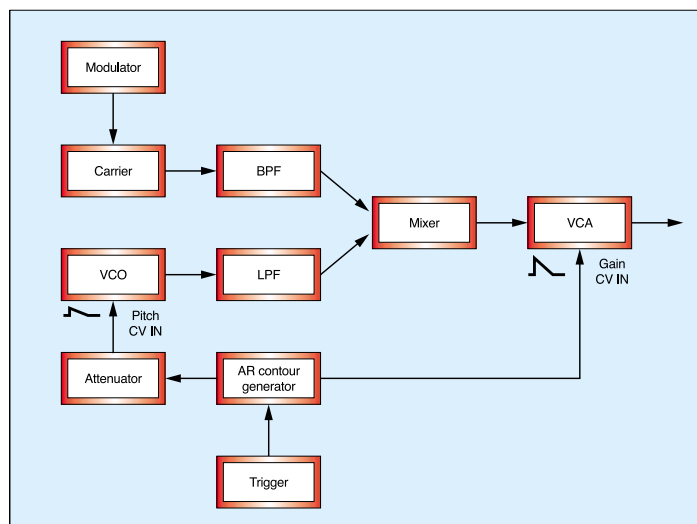 Modulator
Carrier
BPF
Mixer
VCA
VCO
LPF
Gain
CV IN
Pitch
CV IN
Attenuator
AR contour
generator
Trigger